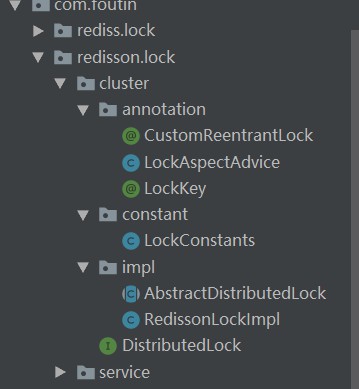 com.foutin
rediss.lock
redisson.lock
cluster
annotation
CustomReentrantLock
LockAspectAdvice
LockKey
constant
LockConstants
impl
AbstractDistributedLock
RedissonLockImpl
DistributedLock
service